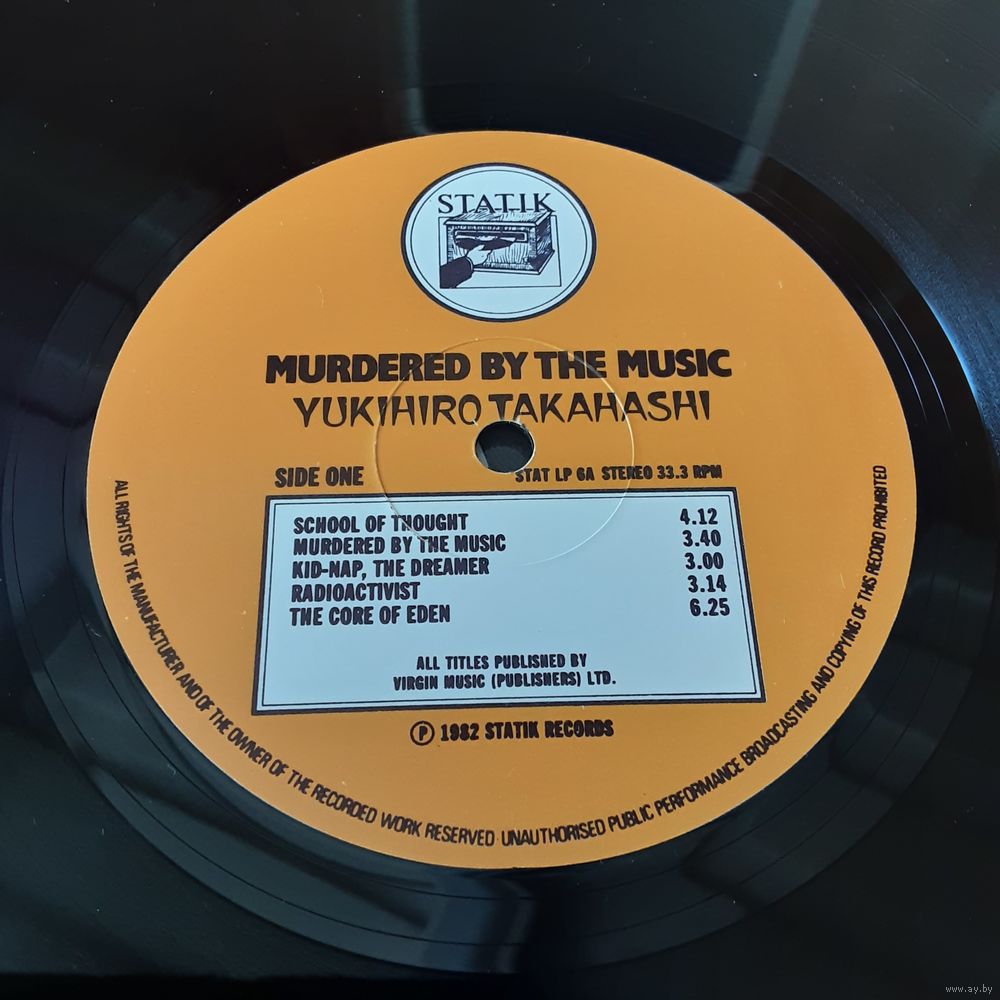 STATIK
MURDERED BY THE MUSIC
YUKIHIRO TAKAHASHI
SIDE ONE STAT LP 6A STEREO 33.3 RPM
SCHOOL OF THOUGHT 4.12
MURDERED BY THE MUSIC 3.40
KID-NAP, THE DREAMER 3.00
RADIOACTIVIST 3.14
THE CORE OF EDEN 6.25
ALL TITLES PUBLISHED BY
VIRGIN MUSIC (PUBLISHERS) LTD.
Ⓟ 1982 STATIK RECORDS
ALL RIGHTS OF THE MANUFACTURER AND OF THE OWNER OF THE RECORDED WORK RESERVED · UNAUTHORISED PUBLIC PERFORMANCE BROADCASTING AND COPYING OF THIS RECORD PROHIBITED
www.ay.by